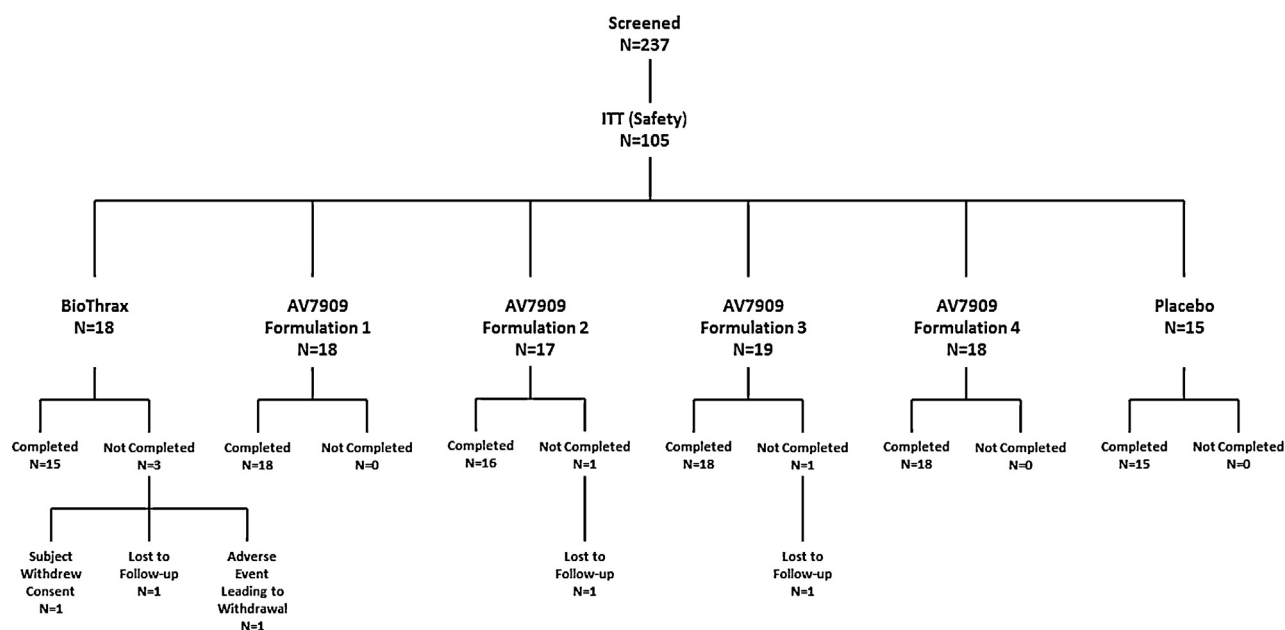 Screened
N=237
ITT (Safety)
N=105
BioThrax
N=18
AV7909
Formulation 1
N=18
AV7909
Formulation 2
N=17
AV7909
Formulation 3
N=19
AV7909
Formulation 4
N=18
Placebo
N=15
Completed
N=15
Not Completed
N=3
Completed
N=18
Not Completed
N=0
Completed
N=16
Not Completed
N=1
Completed
N=18
Not Completed
N=1
Completed
N=18
Not Completed
N=0
Completed
N=15
Not Completed
N=0
Subject
Withdrew
Consent
N=1
Lost to
Follow-up
N=1
Adverse
Event
Leading to
Withdrawal
N=1
Lost to
Follow-up
N=1
Lost to
Follow-up
N=1